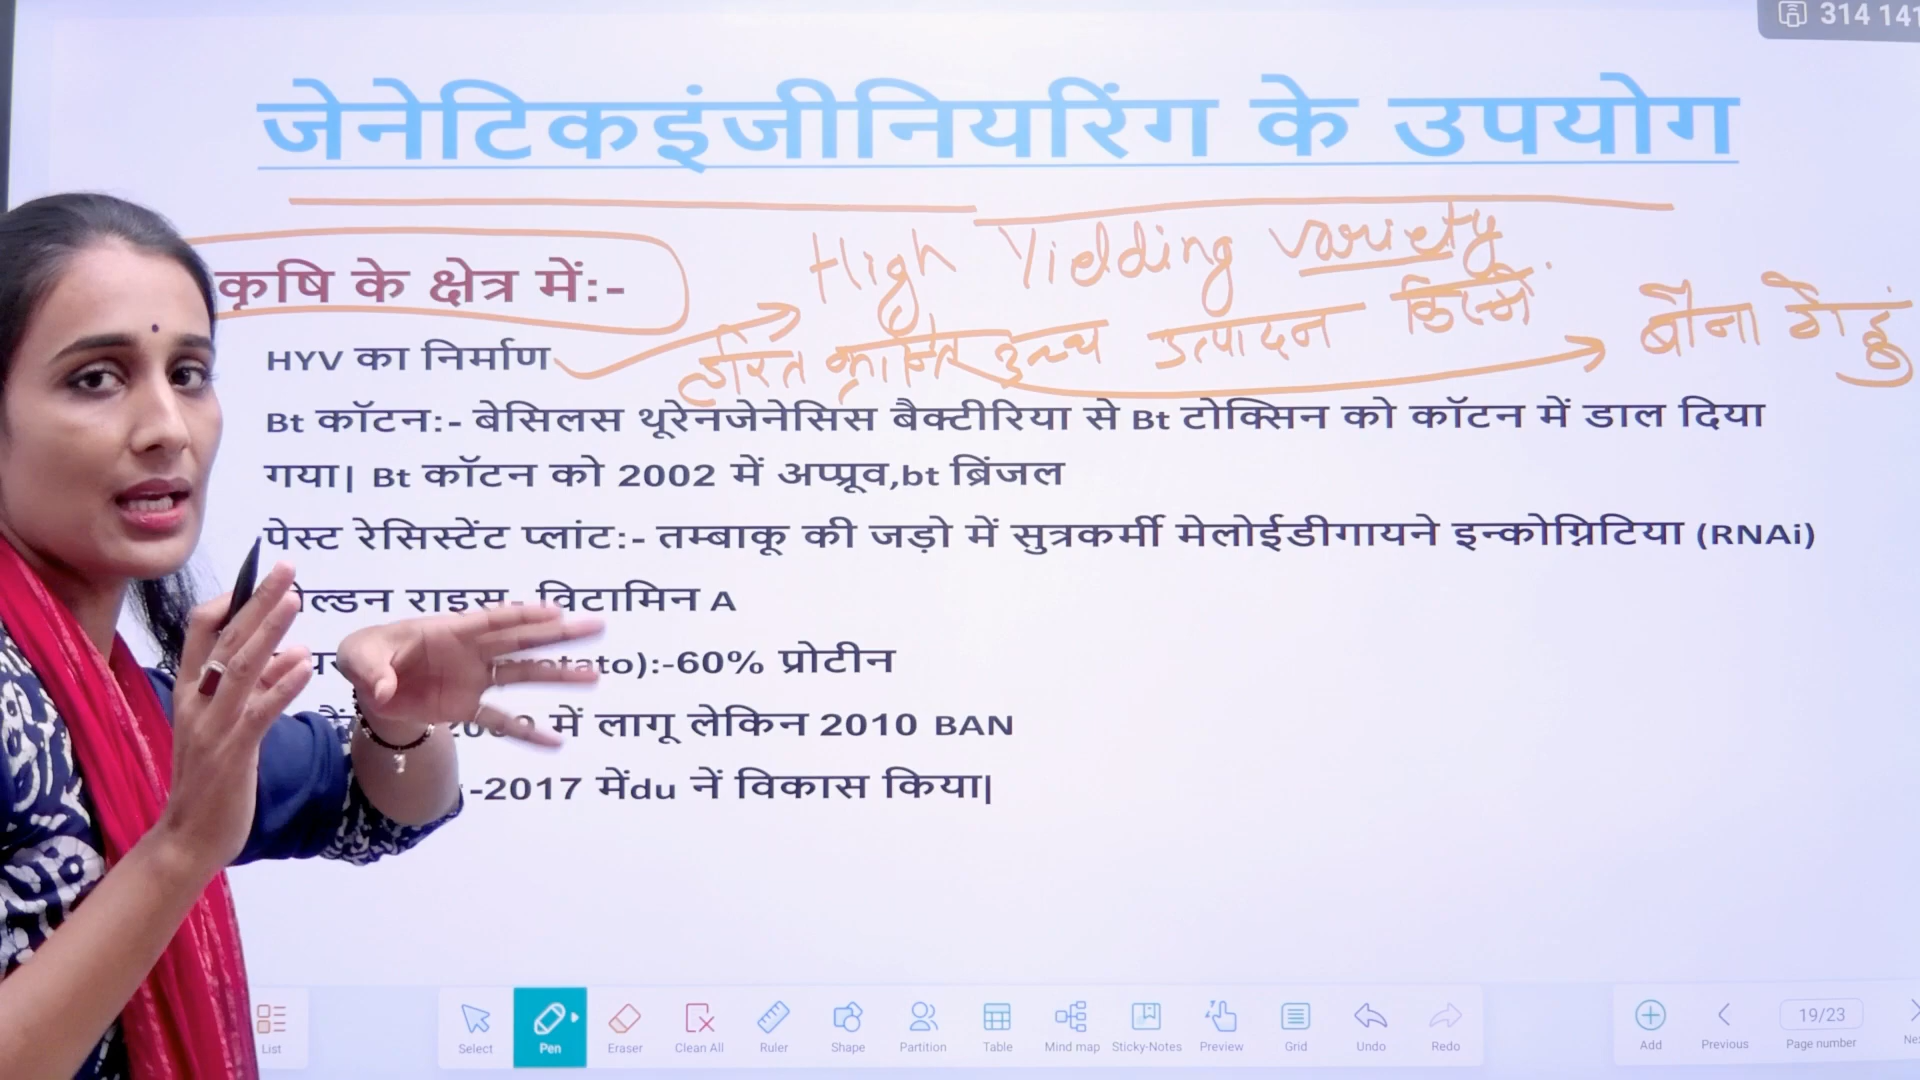 314 141
जेनेटिकइंजीनियरिंग के उपयोग
High Yielding variety
कृषि के क्षेत्र में:-
हरित क्रान्ति उच्च उत्पादन किस्में
बौना गेहूं
HYV का निर्माण
Bt कॉटन:- बेसिलस थूरेनजेनेसिस बैक्टीरिया से Bt टोक्सिन को कॉटन में डाल दिया
गया| Bt कॉटन को 2002 में अप्प्रूव,bt ब्रिंजल
पेस्ट रेसिस्टेंट प्लांट:- तम्बाकू की जड़ो में सुत्रकर्मी मेलोईडीगायने इन्कोग्निटिया (RNAi)
राइस- विटामिन A
:-60% प्रोटीन
में लागू लेकिन 2010 BAN
-2017 मेंdu नें विकास किया|
List
Select Pen Eraser Clean All Ruler Shape Partition Table Mind map Sticky-Notes Preview Grid Undo Redo
Add Previous 19/23 Page number